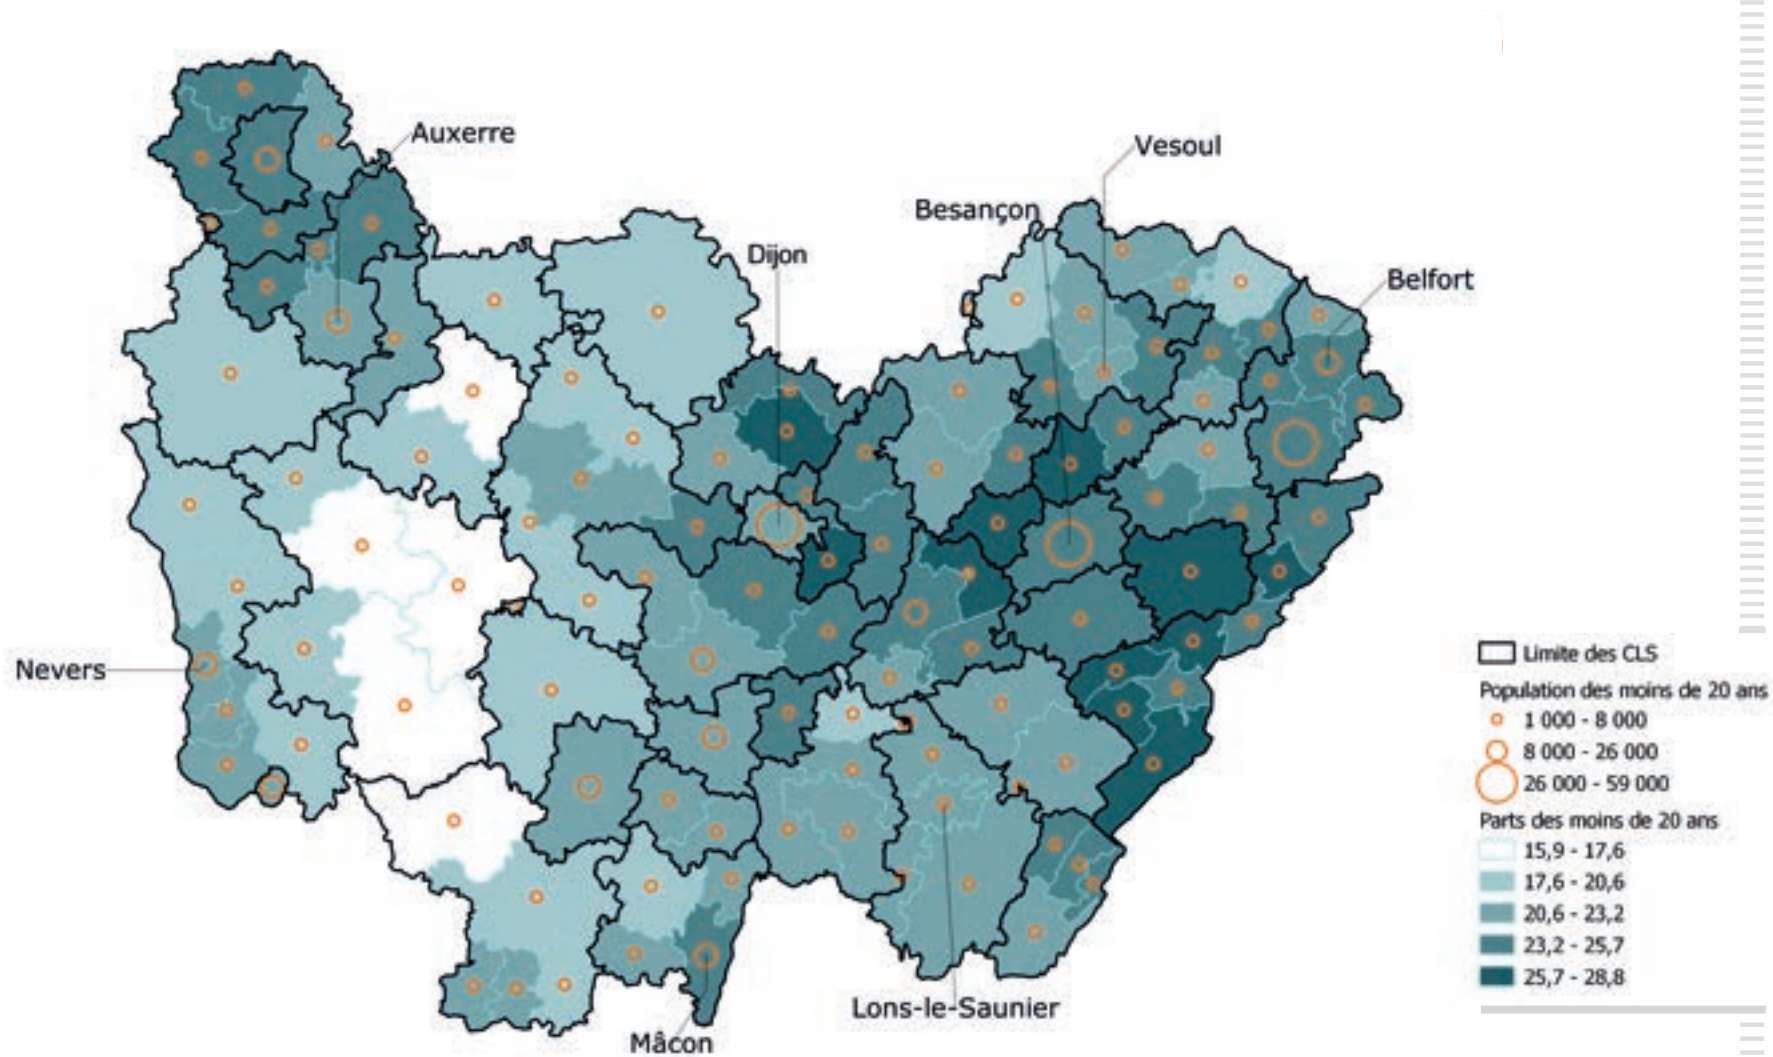 Auxerre
Vesoul
Besançon
Dijon
Belfort
Nevers
Lons-le-Saunier
Mâcon
Limite des CLS
Population des moins de 20 ans
1 000 - 8 000
8 000 - 26 000
26 000 - 59 000
Parts des moins de 20 ans
15,9 - 17,6
17,6 - 20,6
20,6 - 23,2
23,2 - 25,7
25,7 - 28,8